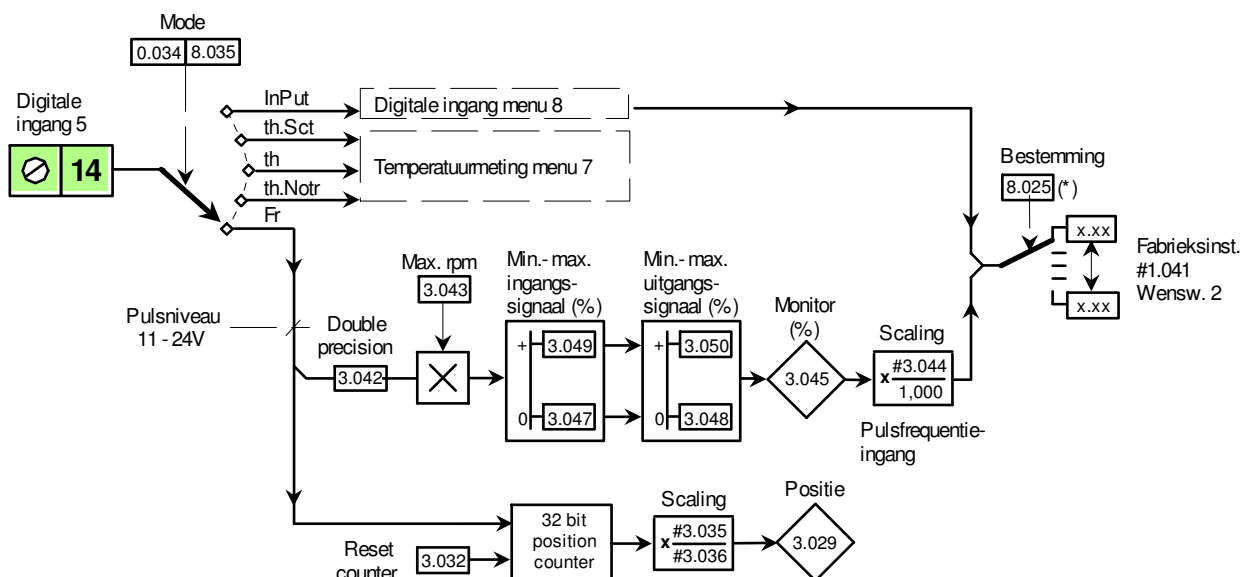 Mode
0.034 8.035
Digitale
ingang 5
14
InPut
Digitale ingang menu 8
th.Sct
th
Temperatuurmeting menu 7
th.Notr
Fr
Bestemming
8.025 (*)
x.xx
x.xx
Fabrieksinst.
#1.041
Wensw. 2
Pulsniveau
11 - 24V
Double
precision
3.042
Max. rpm
3.043
Min.- max.
ingangs-
signaal (%)
+ 3.049
0 3.047
Min.- max.
uitgangs-
signaal (%)
+ 3.050
0 3.048
Monitor
(%)
3.045
Scaling
x #3.044
1,000
Pulsfrequentie-
ingang
Reset
counter
3.032
32 bit
position
counter
Scaling
x #3.035
#3.036
Positie
3.029